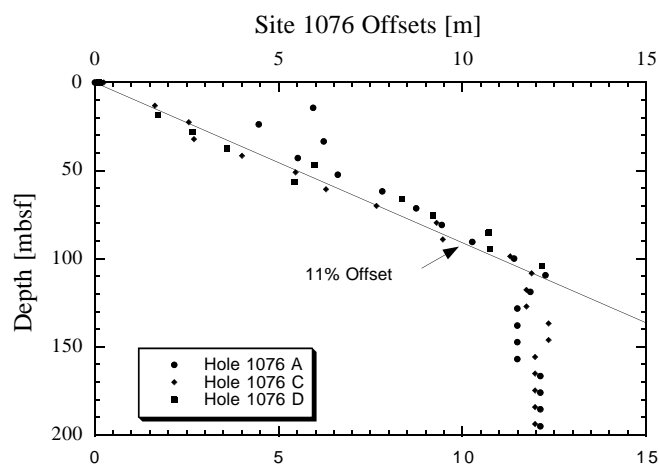 Site 1076 Offsets [m]
0 5 10 15
0
50
100
150
200
Depth [mbsf]
11% Offset
Hole 1076 A
Hole 1076 C
Hole 1076 D
0 5 10 15